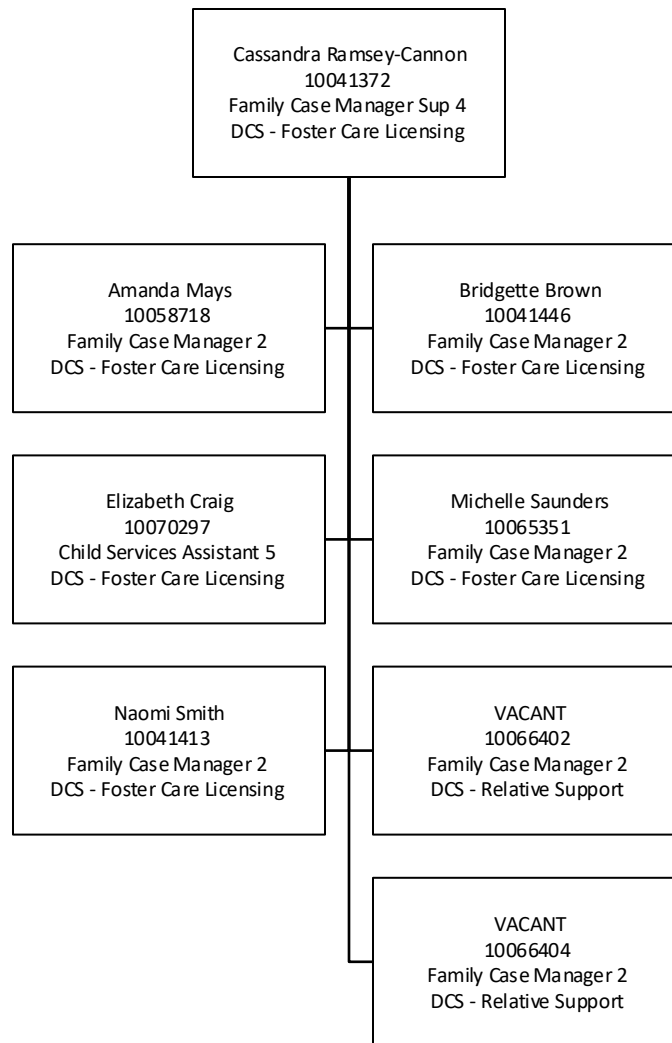 Cassandra Ramsey-Cannon
10041372
Family Case Manager Sup 4
DCS - Foster Care Licensing
Amanda Mays
10058718
Family Case Manager 2
DCS - Foster Care Licensing
Bridgette Brown
10041446
Family Case Manager 2
DCS - Foster Care Licensing
Elizabeth Craig
10070297
Child Services Assistant 5
DCS - Foster Care Licensing
Michelle Saunders
10065351
Family Case Manager 2
DCS - Foster Care Licensing
Naomi Smith
10041413
Family Case Manager 2
DCS - Foster Care Licensing
VACANT
10066402
Family Case Manager 2
DCS - Relative Support
VACANT
10066404
Family Case Manager 2
DCS - Relative Support